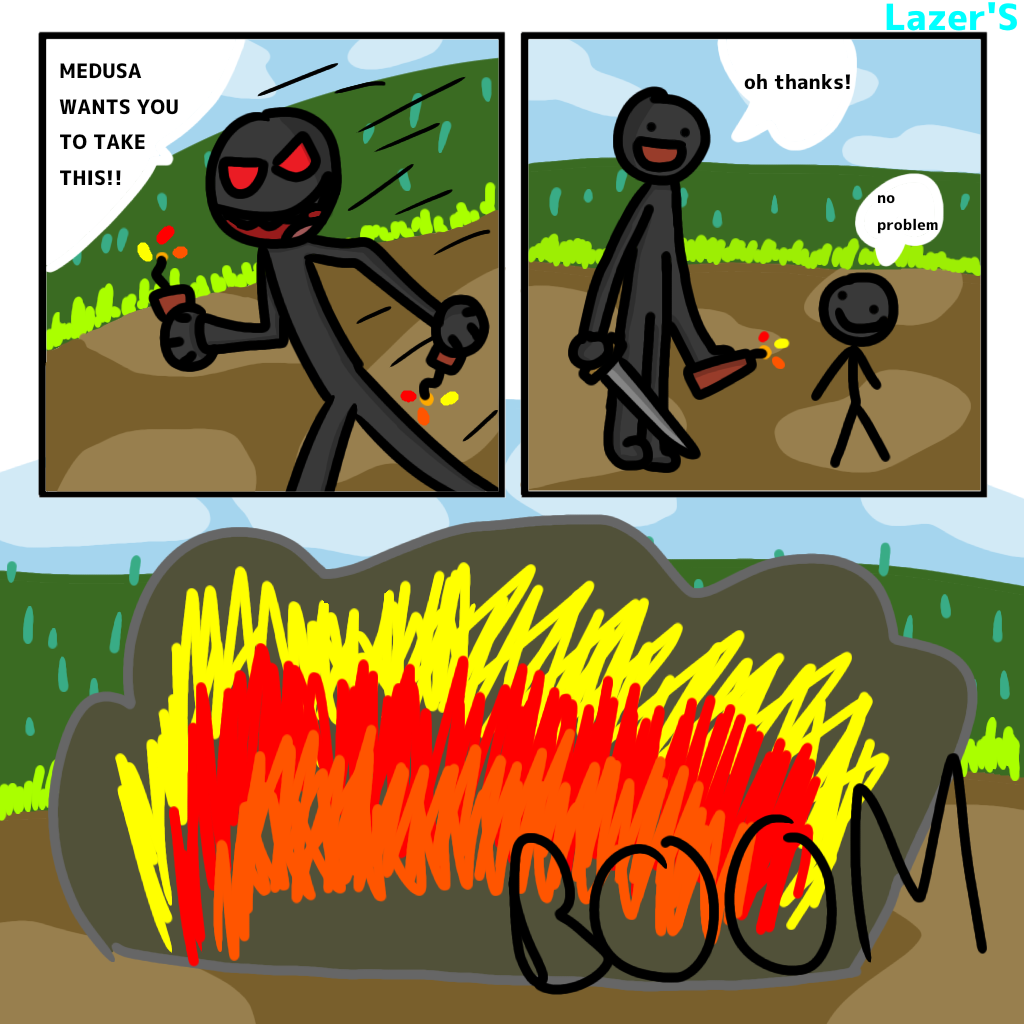 Lazer'S
MEDUSA
WANTS YOU
TO TAKE
THIS!!
oh thanks!
no
problem
BOOM